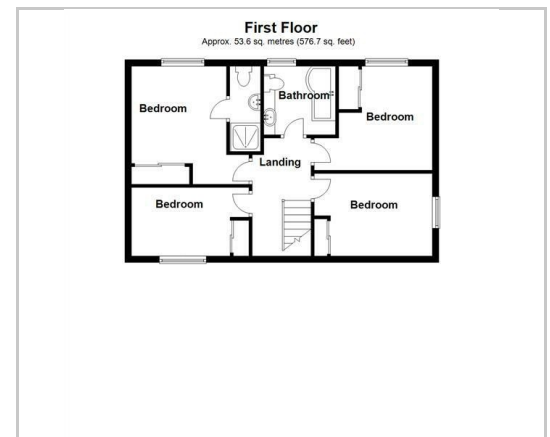 First Floor
Approx. 53.6 sq. metres (576.7 sq. feet)
Bedroom
Bathroom
Bedroom
Landing
Bedroom
Bedroom